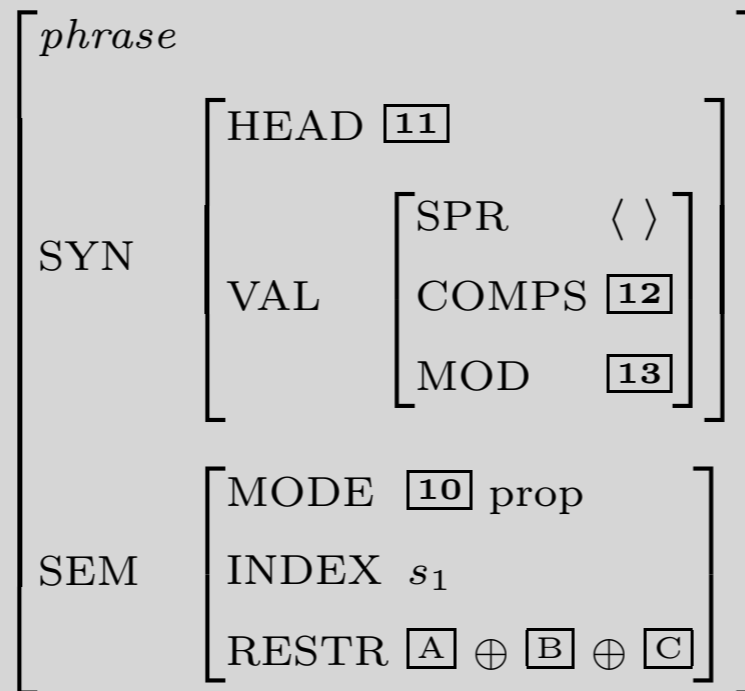 phrase
HEAD 11
SPR ⟨ ⟩
SYN
VAL
COMPS 12
MOD 13
MODE 10 prop
SEM
INDEX s₁
RESTR A ⊕ B ⊕ C